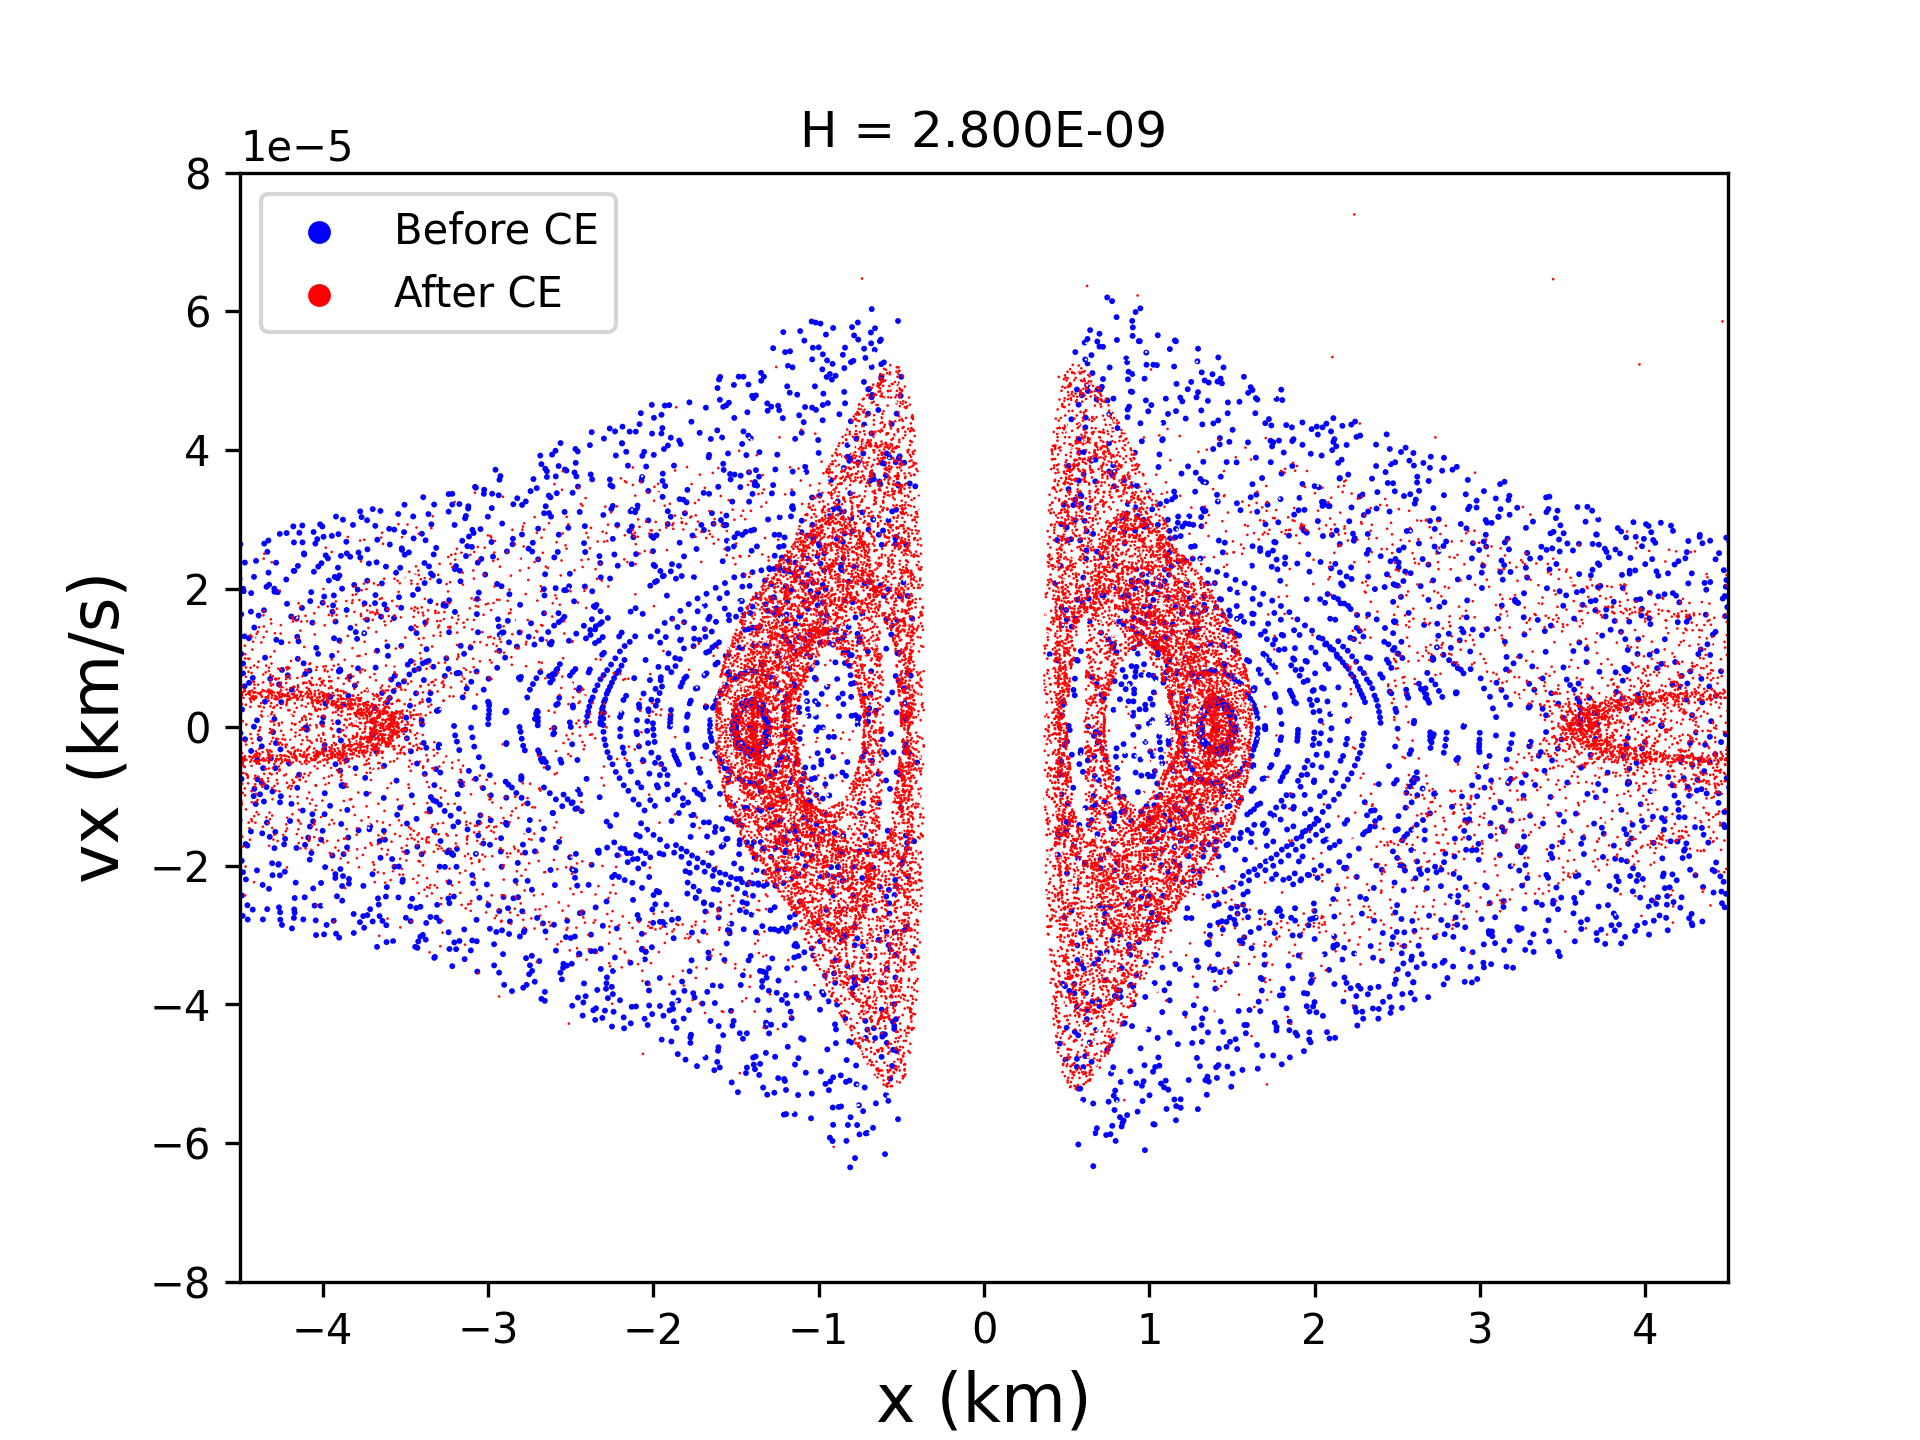 H = 2.800E-09
1e−5
Before CE
After CE
8
6
4
2
0
−2
−4
−6
−8
vx (km/s)
−4 −3 −2 −1 0 1 2 3 4
x (km)